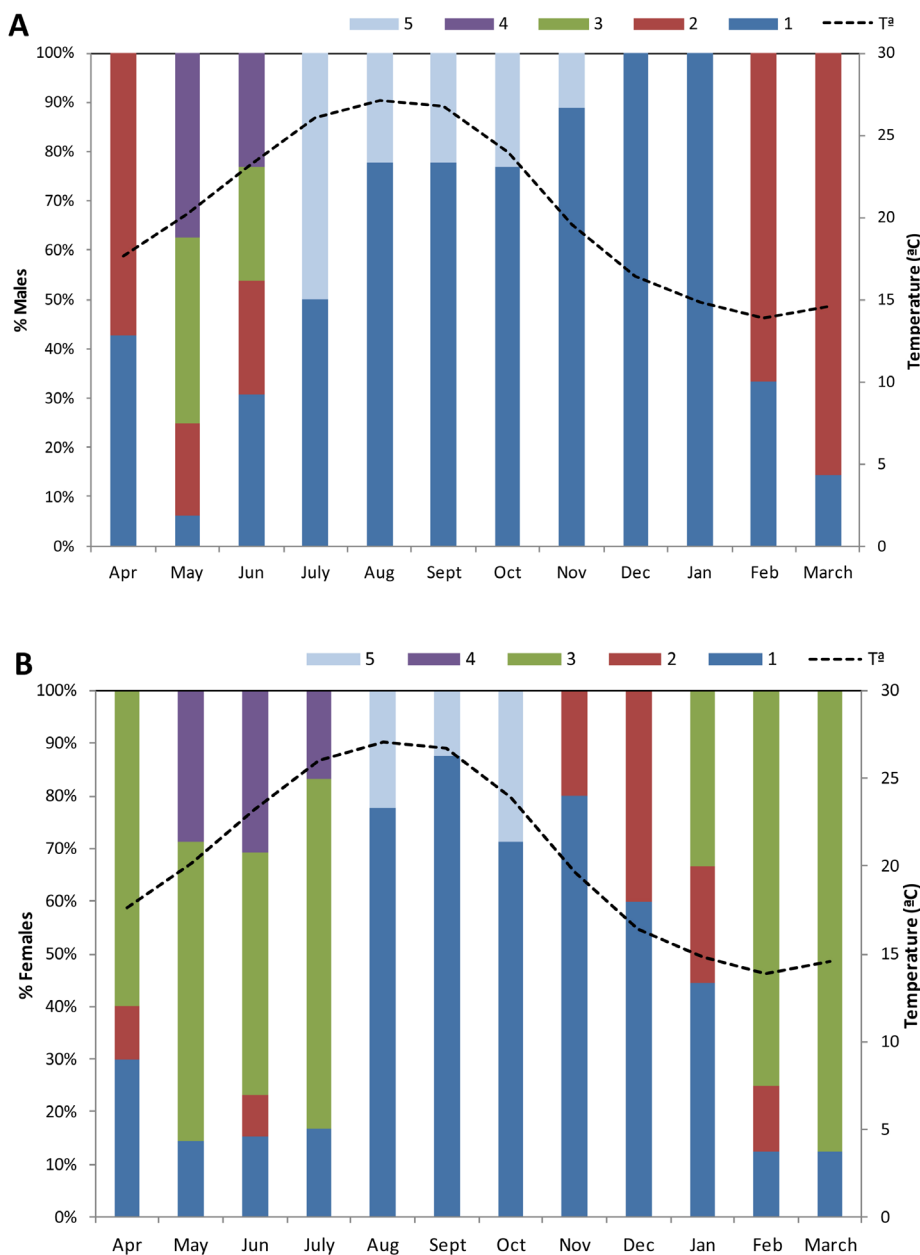 A
5 4 3 2 1 Tª
100% 30
90%
80% 25
70% 20
60%
50% 15
40%
30% 10
20% 5
10%
0% 0
% Males
Temperature (ªC)
Apr May Jun July Aug Sept Oct Nov Dec Jan Feb March
B
5 4 3 2 1 Tª
100% 30
90%
80% 25
70% 20
60%
50% 15
40%
30% 10
20% 5
10%
0% 0
% Females
Temperature (ªC)
Apr May Jun July Aug Sept Oct Nov Dec Jan Feb March